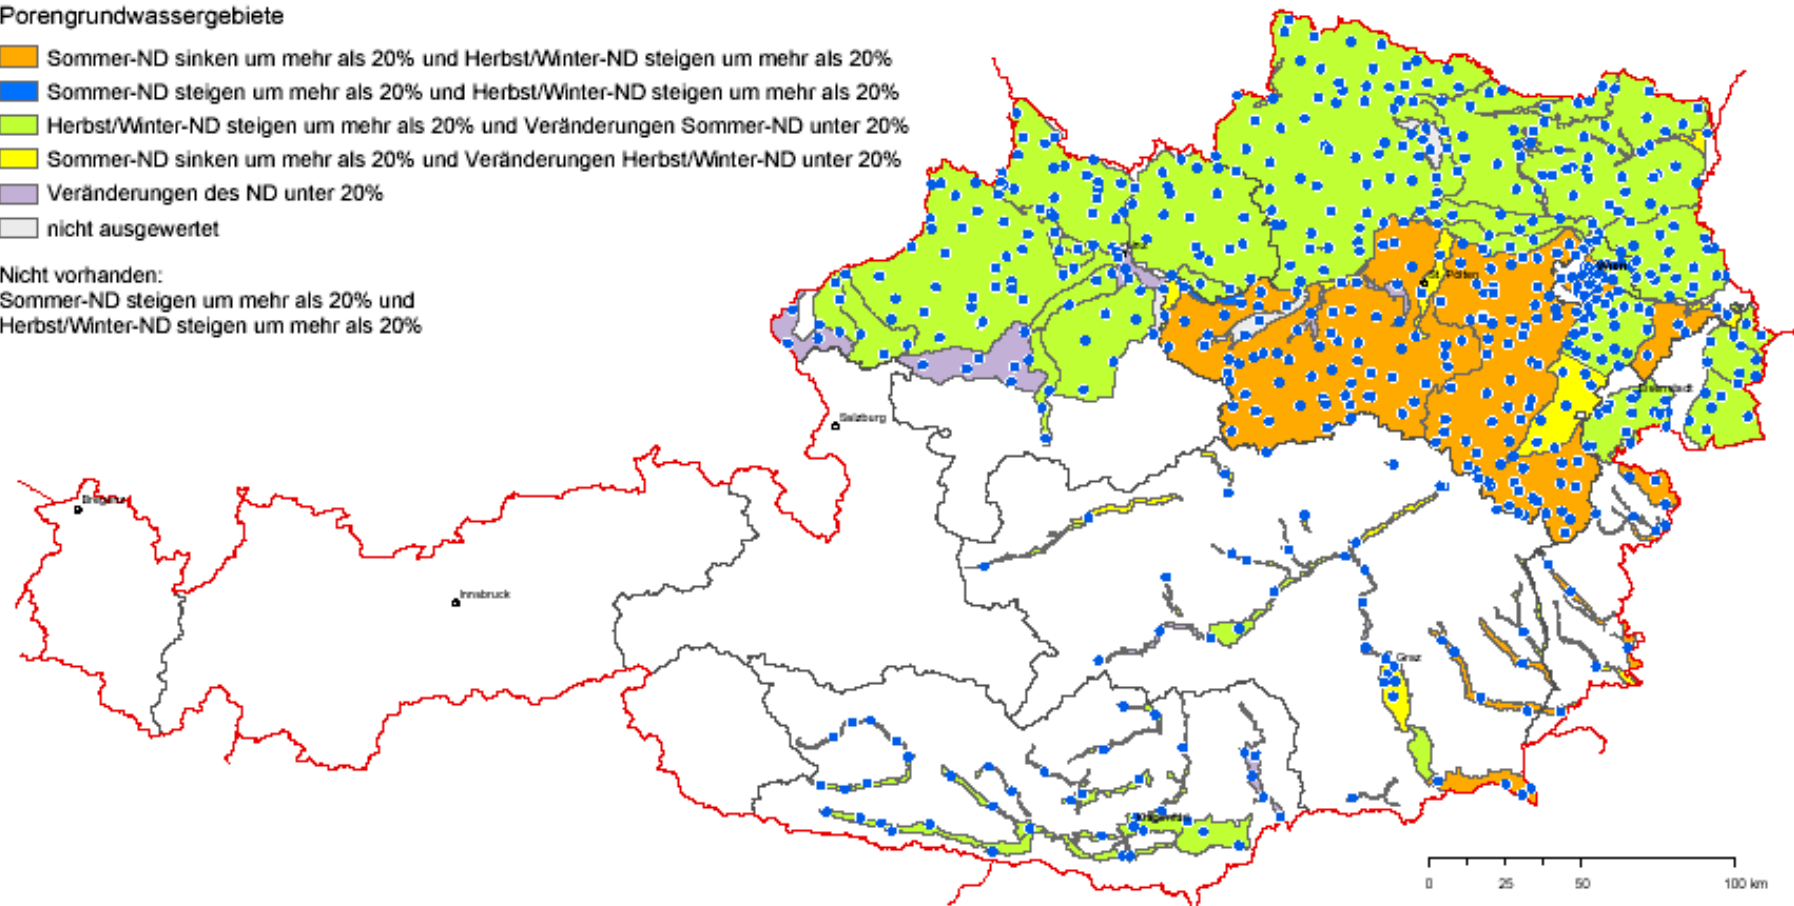 Porengrundwassergebiete
Sommer-ND sinken um mehr als 20% und Herbst/Winter-ND steigen um mehr als 20%
Sommer-ND steigen um mehr als 20% und Herbst/Winter-ND steigen um mehr als 20%
Herbst/Winter-ND steigen um mehr als 20% und Veränderungen Sommer-ND unter 20%
Sommer-ND sinken um mehr als 20% und Veränderungen Herbst/Winter-ND unter 20%
Veränderungen des ND unter 20%
nicht ausgewertet
Nicht vorhanden:
Sommer-ND steigen um mehr als 20% und
Herbst/Winter-ND steigen um mehr als 20%
Wien
St. Pölten
Salzburg
Innsbruck
Graz
0 25 50 100 km